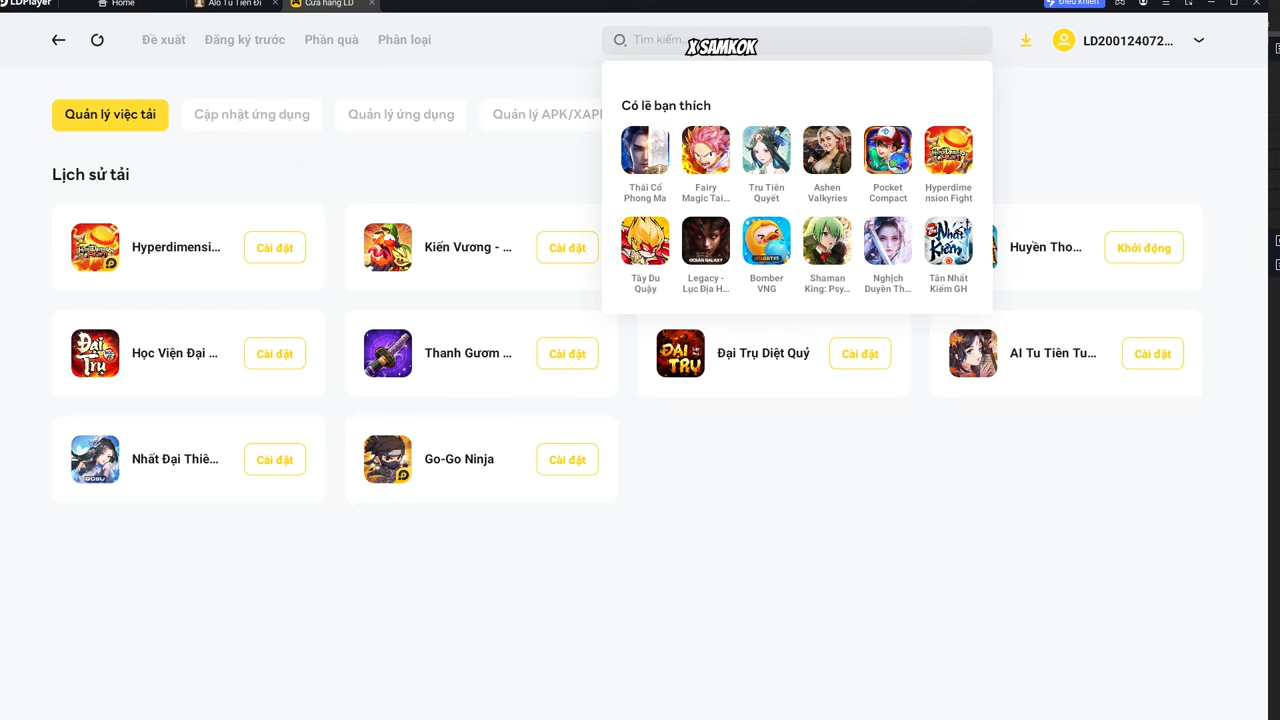 LDPlayer
Home
Alo Tu Tiên Đi
Cửa hàng LD
Điều khiển
Đề xuất
Đăng ký trước
Phần quà
Phân loại
Tìm kiếm...
X SAMKOK
LD200124072...
Quản lý việc tải
Cập nhật ứng dụng
Quản lý ứng dụng
Quản lý APK/XAPK
Có lẽ bạn thích
Thái Cổ Phong Ma
Fairy Magic Tai...
Tru Tiên Quyết
Ashen Valkyries
Pocket Compact
Hyperdimension Fight
Tây Du Quậy
Legacy - Lục Địa H...
Bomber VNG
Shaman King: Psy...
Nghịch Duyên Th...
Tân Nhất Kiếm GH
Lịch sử tải
Hyperdimensi...
Cài đặt
Kiến Vương - ...
Cài đặt
Huyền Tho...
Khởi động
Học Viện Đại ...
Cài đặt
Thanh Gươm ...
Cài đặt
Đại Trụ Diệt Quỷ
Cài đặt
AI Tu Tiên Tu...
Cài đặt
Nhất Đại Thiê...
Cài đặt
Go-Go Ninja
Cài đặt